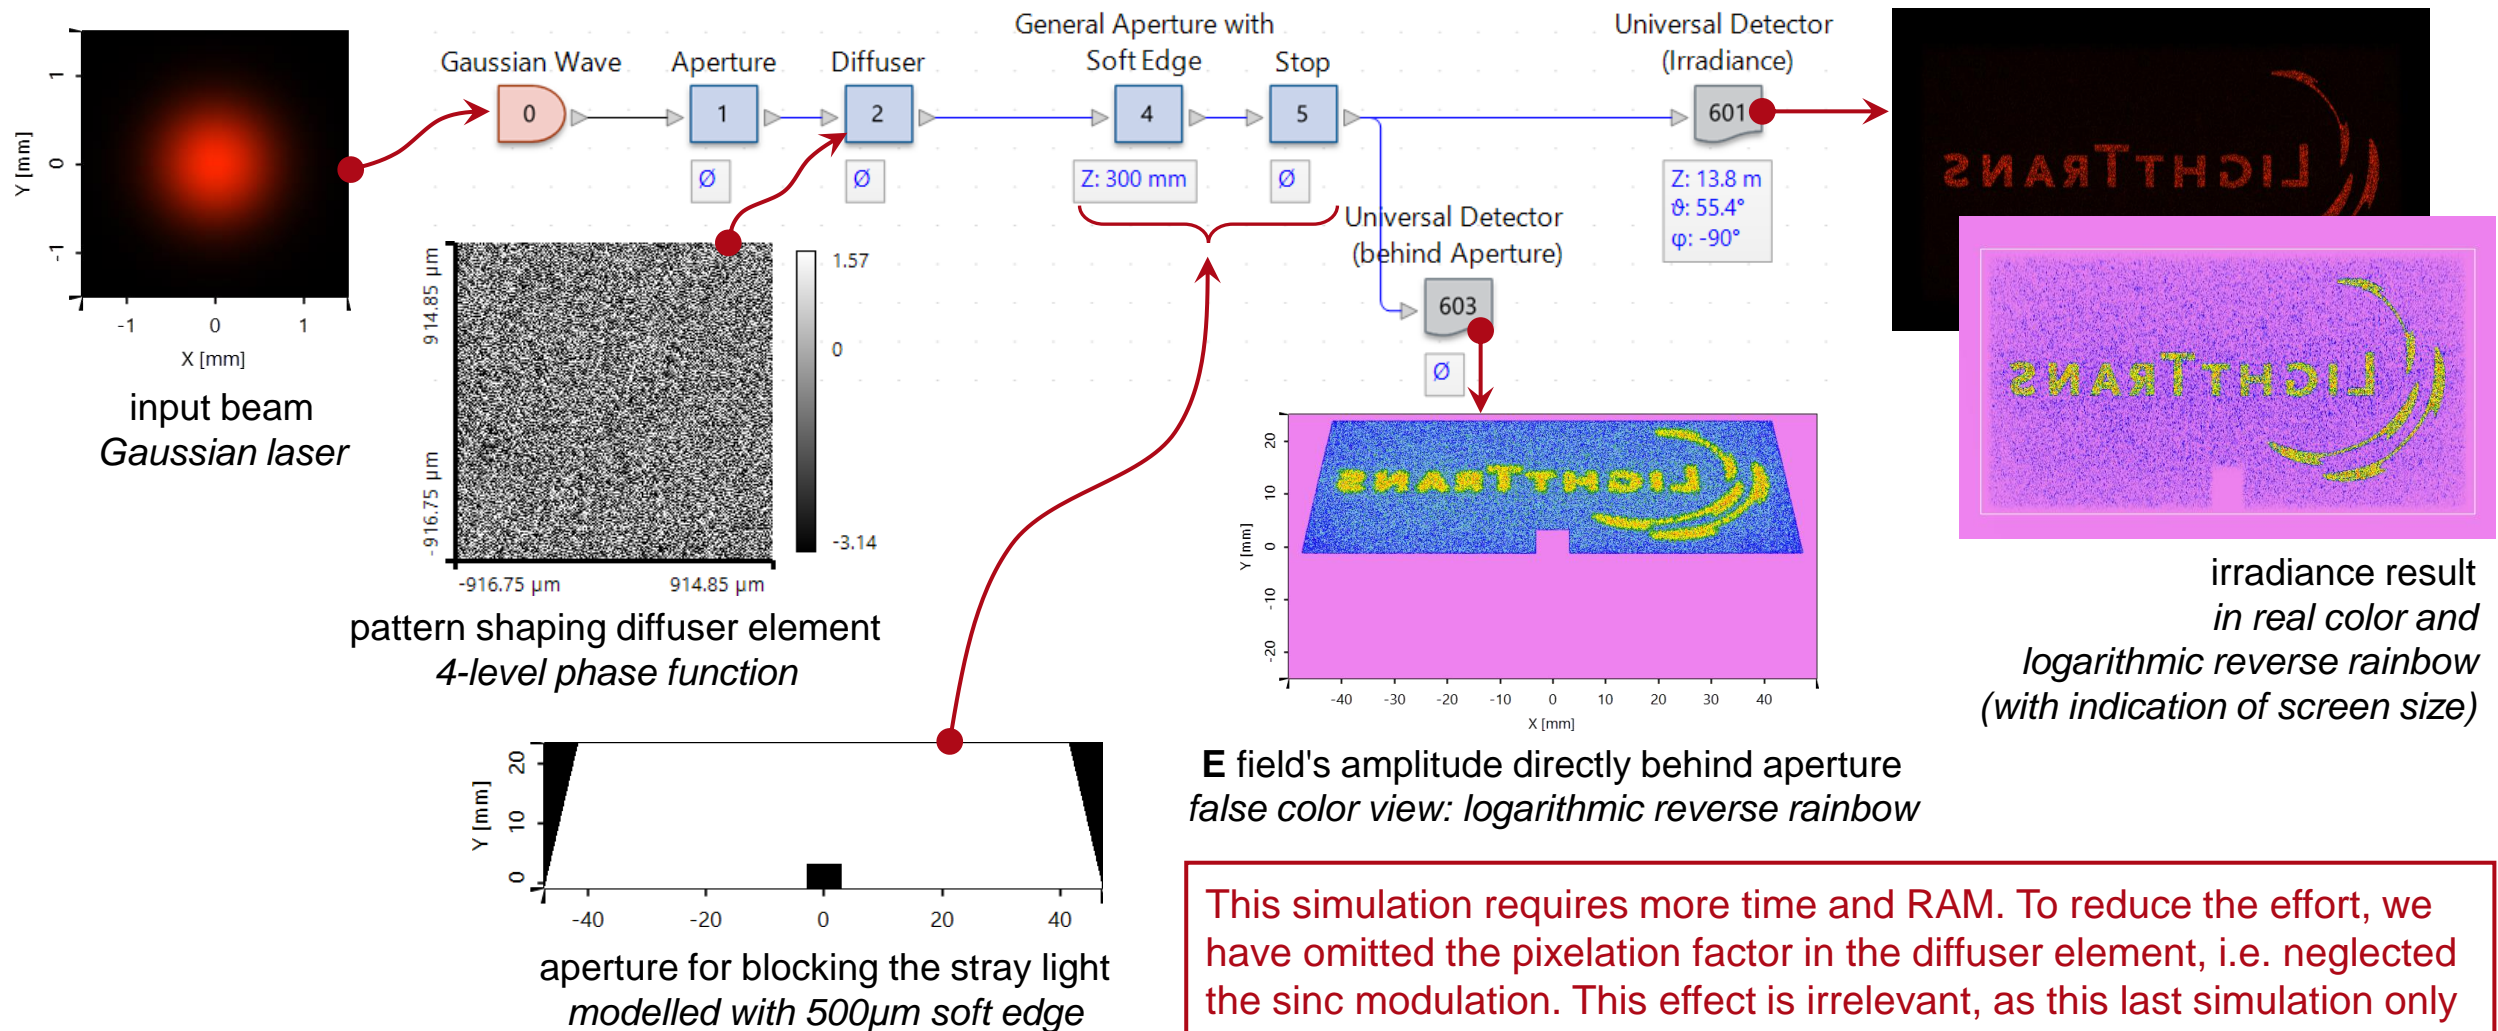 General Aperture with
Soft Edge
Universal Detector
(Irradiance)
Gaussian Wave
Aperture
Diffuser
Stop
0
1
2
4
5
601
Ø
Ø
Z: 300 mm
Ø
Z: 13.8 m
ϑ: 55.4°
φ: -90°
Universal Detector
(behind Aperture)
603
Ø
Y [mm]
1
0
-1
-1
0
1
X [mm]
input beam
Gaussian laser
914.85 µm
-916.75 µm
-916.75 µm
914.85 µm
1.57
0
-3.14
pattern shaping diffuser element
4-level phase function
LIGHTTRANS
LIGHTTRANS
irradiance result
in real color and
logarithmic reverse rainbow
(with indication of screen size)
LIGHTTRANS
Y [mm]
20
10
0
-10
-20
-40
-30
-20
-10
0
10
20
30
40
X [mm]
E field's amplitude directly behind aperture
false color view: logarithmic reverse rainbow
Y [mm]
20
10
0
-40
-20
0
20
40
aperture for blocking the stray light
modelled with 500µm soft edge
This simulation requires more time and RAM. To reduce the effort, we
have omitted the pixelation factor in the diffuser element, i.e. neglected
the sinc modulation. This effect is irrelevant, as this last simulation only